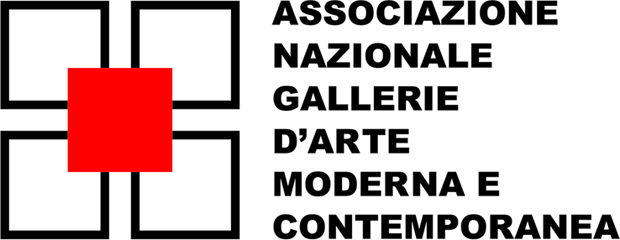 ASSOCIAZIONE
NAZIONALE
GALLERIE
D’ARTE
MODERNA E
CONTEMPORANEA